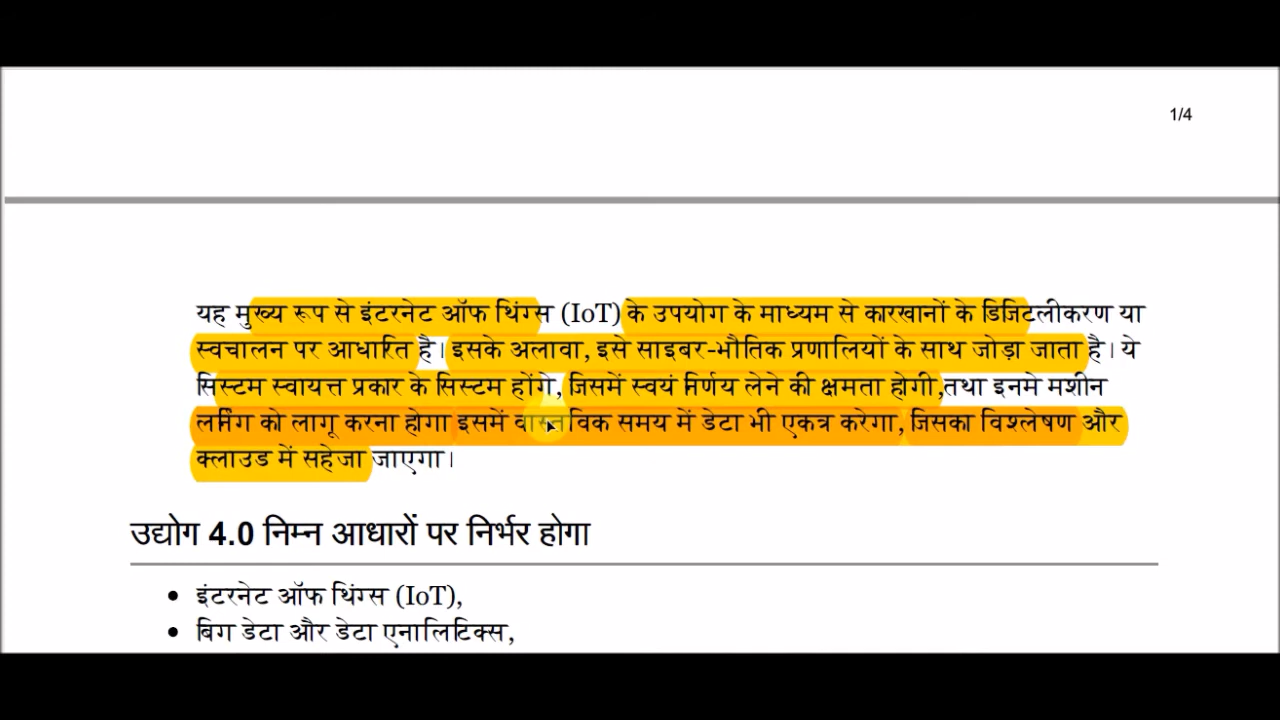 1/4
यह मुख्य रूप से इंटरनेट ऑफ थिंग्स (IoT) के उपयोग के माध्यम से कारखानों के डिजिटलीकरण या
स्वचालन पर आधारित है। इसके अलावा, इसे साइबर-भौतिक प्रणालियों के साथ जोड़ा जाता है। ये
सिस्टम स्वायत्त प्रकार के सिस्टम होंगे, जिसमें स्वयं निर्णय लेने की क्षमता होगी,तथा इनमे मशीन
लर्निंग को लागू करना होगा इसमें वास्तविक समय में डेटा भी एकत्र करेगा, जिसका विश्लेषण और
क्लाउड में सहेजा जाएगा।
उद्योग 4.0 निम्न आधारों पर निर्भर होगा
• इंटरनेट ऑफ थिंग्स (IoT),
• बिग डेटा और डेटा एनालिटिक्स,